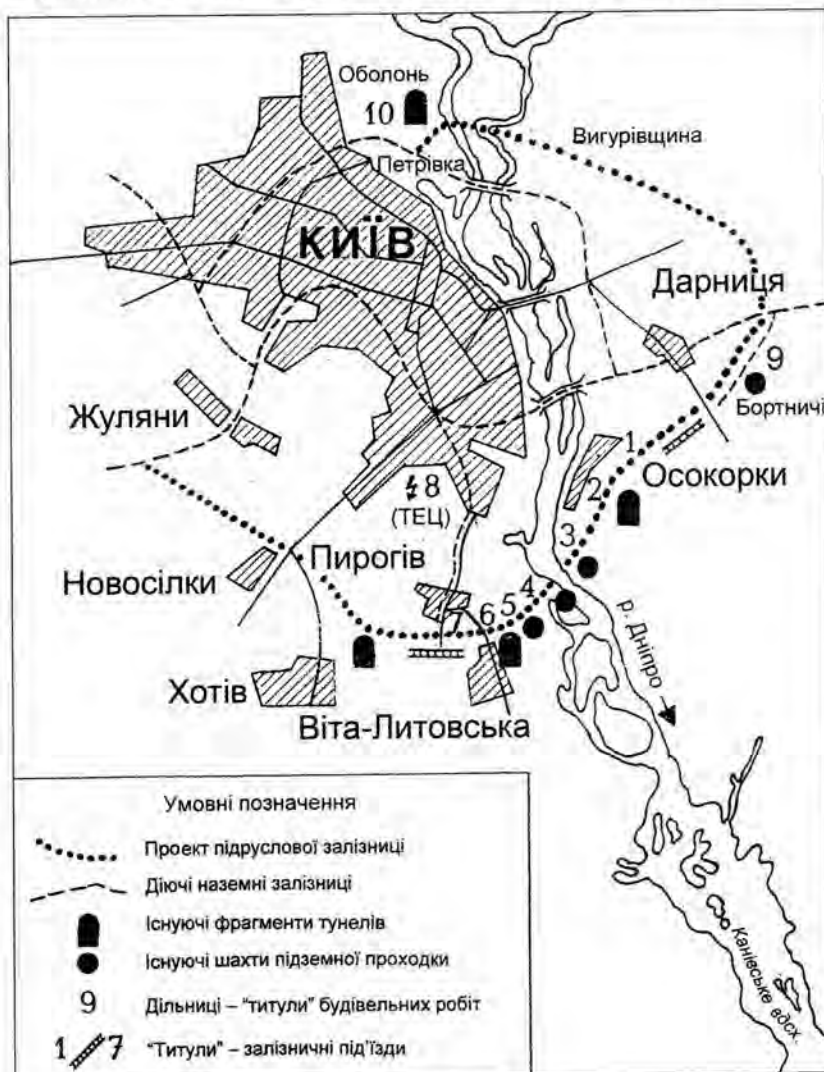 Оболонь
10
Вигурівщина
Петрівка
КИЇВ
Дарниця
9
Бортничі
Жуляни
1
Осокорки
2
8
(ТЕЦ)
3
Новосілки
Пирогів
4
5
6
7
р. Дніпро
Хотів
Віта-Литовська
Умовні позначення
Проект підруслової залізниці
Діючі наземні залізниці
Існуючі фрагменти тунелів
Існуючі шахти підземної проходки
9 Дільниці – “титули” будівельних робіт
1 7 “Титули” – залізничні під’їзди
Канівське вдсх.